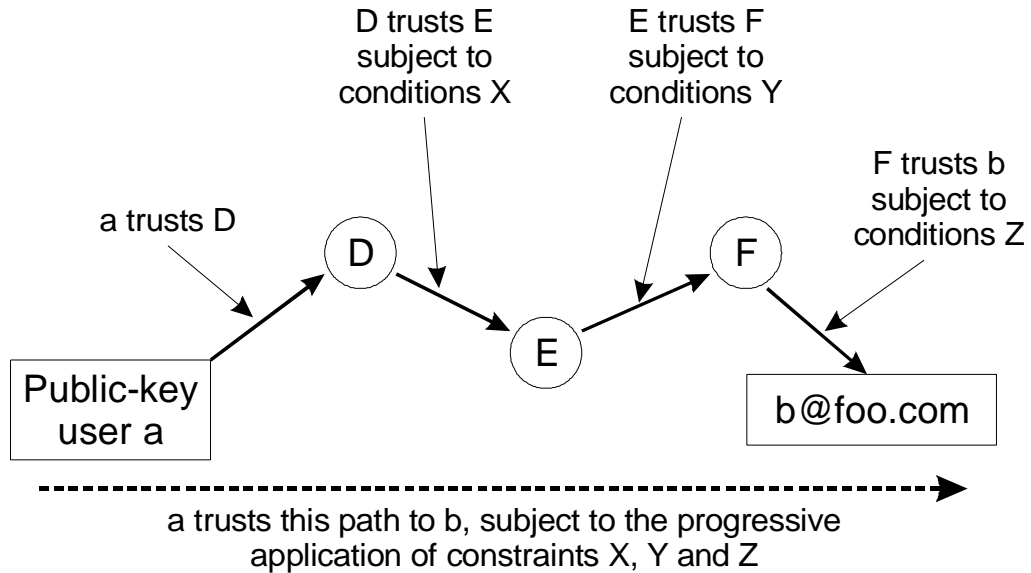 D trusts E
subject to
conditions X
E trusts F
subject to
conditions Y
F trusts b
subject to
conditions Z
a trusts D
D
F
E
Public-key
user a
b@foo.com
a trusts this path to b, subject to the progressive
application of constraints X, Y and Z